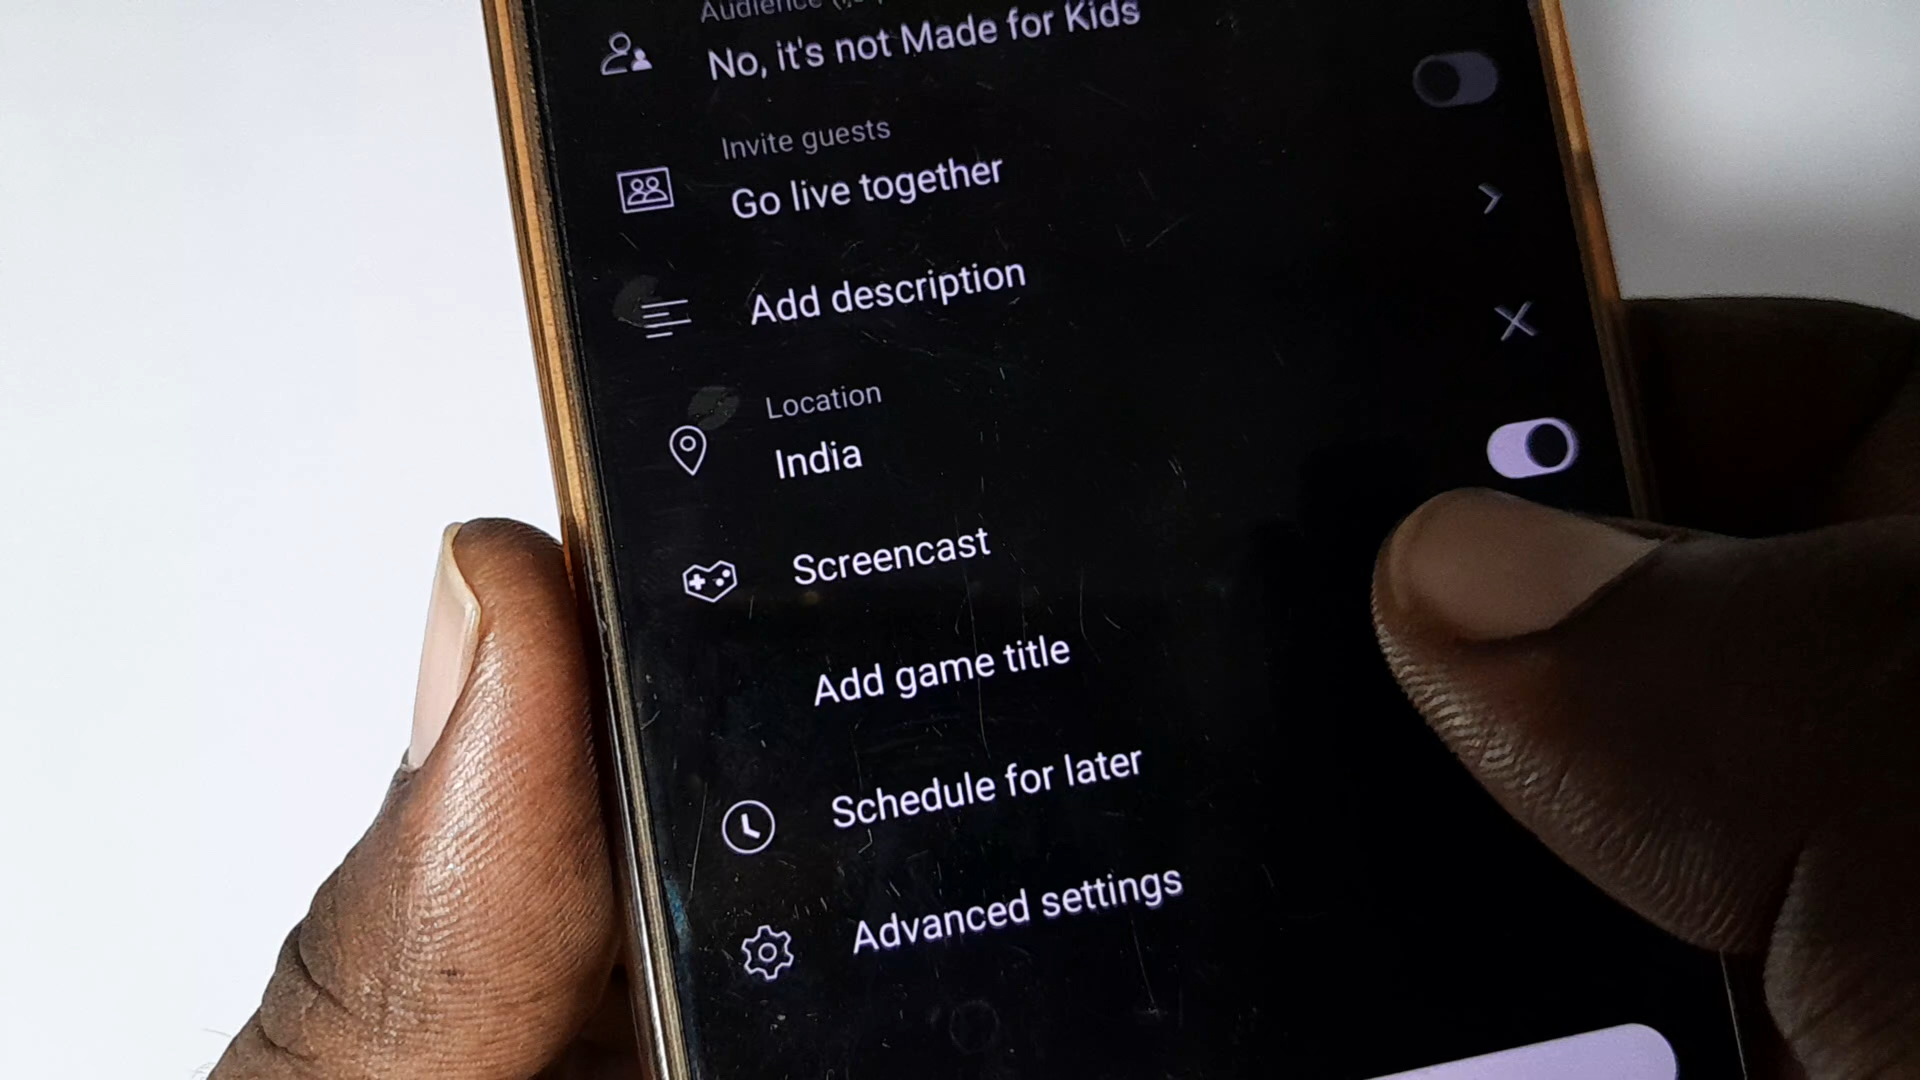 Audience
No, it's not Made for Kids
Invite guests
Go live together
Add description
Location
India
Screencast
Add game title
Schedule for later
Advanced settings